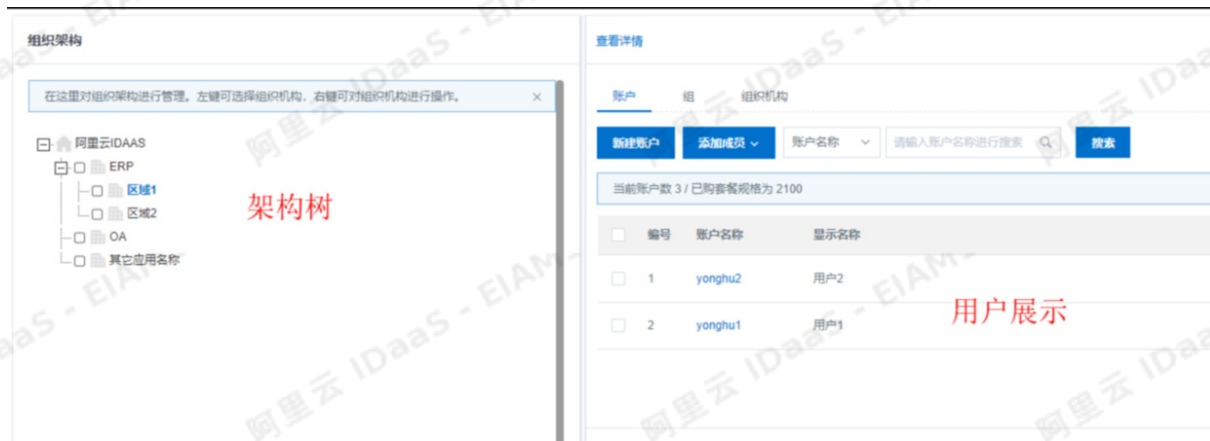 组织架构
在这里对组织架构进行管理。左键可选择组织机构，右键可对组织机构进行操作。 ×
阿里云IDAAS
ERP
区域1
区域2
OA
其它应用名称
架构树
查看详情
账户 组 组织机构
新建账户 添加成员 账户名称 请输入账户名称进行搜索 搜索
当前账户数 3 / 已购套餐规格为 2100
编号 账户名称 显示名称
1 yonghu2 用户2
2 yonghu1 用户1
用户展示
阿里云 IDaaS - EIAM